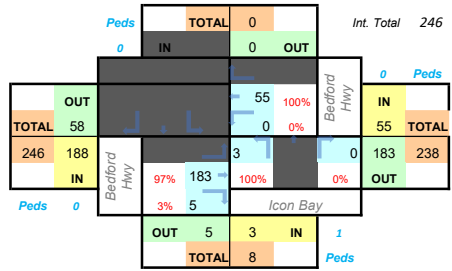 Peds TOTAL 0 Int. Total 246
0 IN 0 OUT
0 Peds
OUT 55 100% Bedford Hwy IN
TOTAL 58 0 0% 55 TOTAL
246 188 3 0 183 238
IN Bedford Hwy 97% 183 100% 0% OUT
Peds 0 3% 5 Icon Bay
OUT 5 3 IN 1
TOTAL 8 Peds